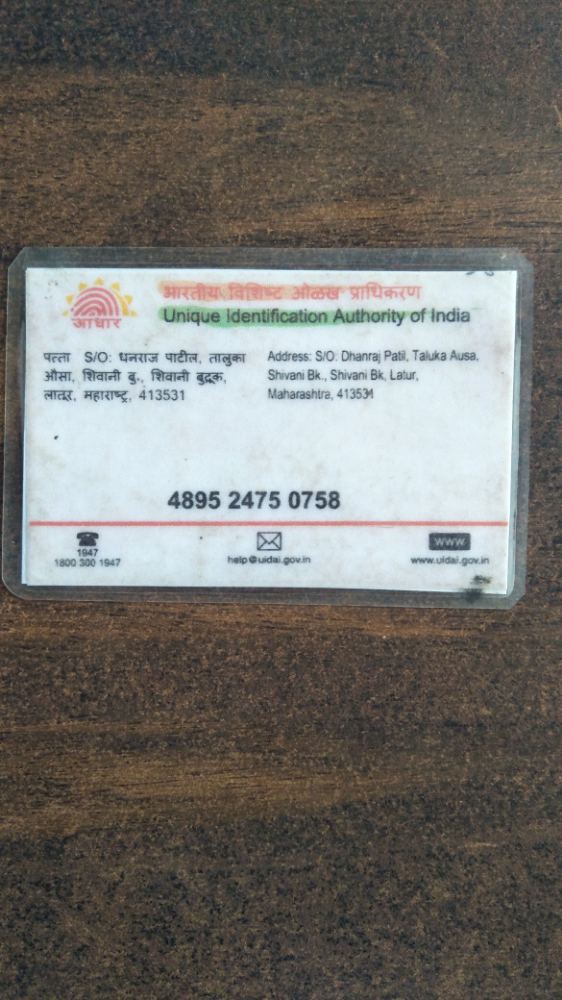 भारतीय विशिष्ट ओळख प्राधिकरण
Unique Identification Authority of India
आधार
पत्ता S/O: धनराज पाटील, तालुका
औसा, शिवानी बु., शिवानी बुद्रूक,
लातूर, महाराष्ट्र, 413531
Address: S/O: Dhanraj Patil, Taluka Ausa,
Shivani Bk., Shivani Bk, Latur,
Maharashtra, 413531
4895 2475 0758
1947
1800 300 1947
help@uidai.gov.in
www
www.uidai.gov.in